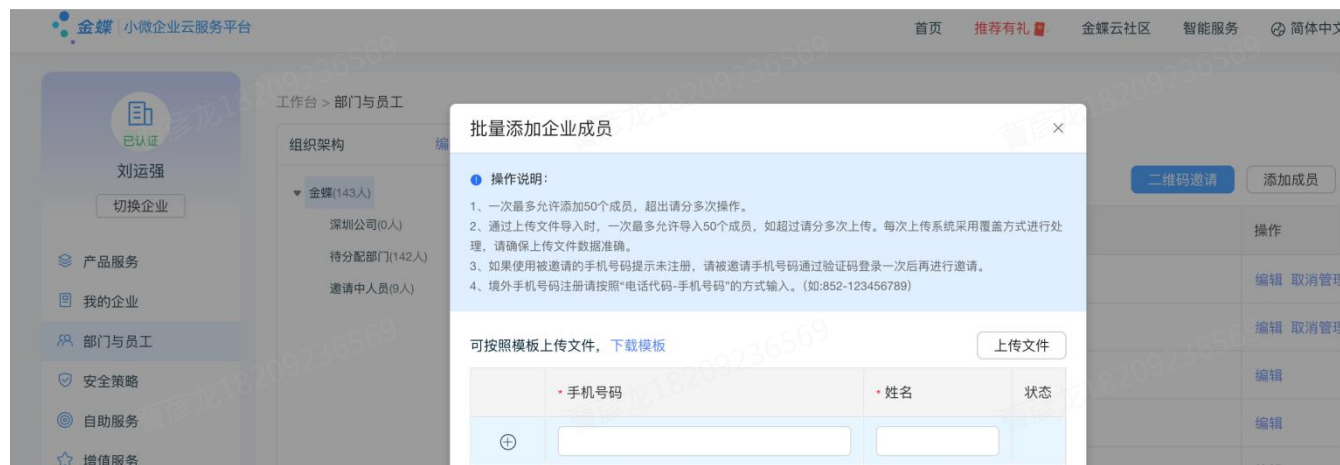 金蝶 小微企业云服务平台
首页 推荐有礼 金蝶云社区 智能服务 简体中文
已认证
刘运强
切换企业
产品服务
我的企业
部门与员工
安全策略
自助服务
增值服务
工作台 > 部门与员工
组织架构 编
金蝶(143人)
深圳公司(0人)
待分配部门(142人)
邀请中人员(9人)
批量添加企业成员
操作说明:
1、一次最多允许添加50个成员，超出请分多次操作。
2、通过上传文件导入时，一次最多允许导入50个成员，如超过请分多次上传。每次上传系统采用覆盖方式进行处
理，请确保上传文件数据准确。
3、如果使用被邀请的手机号码提示未注册，请被邀请手机号码通过验证码登录一次后再进行邀请。
4、境外手机号码注册请按照“电话代码-手机号码”的方式输入。(如:852-123456789)
可按照模板上传文件，下载模板 上传文件
* 手机号码 * 姓名 状态
二维码邀请 添加成员
操作
编辑 取消管理
编辑 取消管理
编辑
编辑